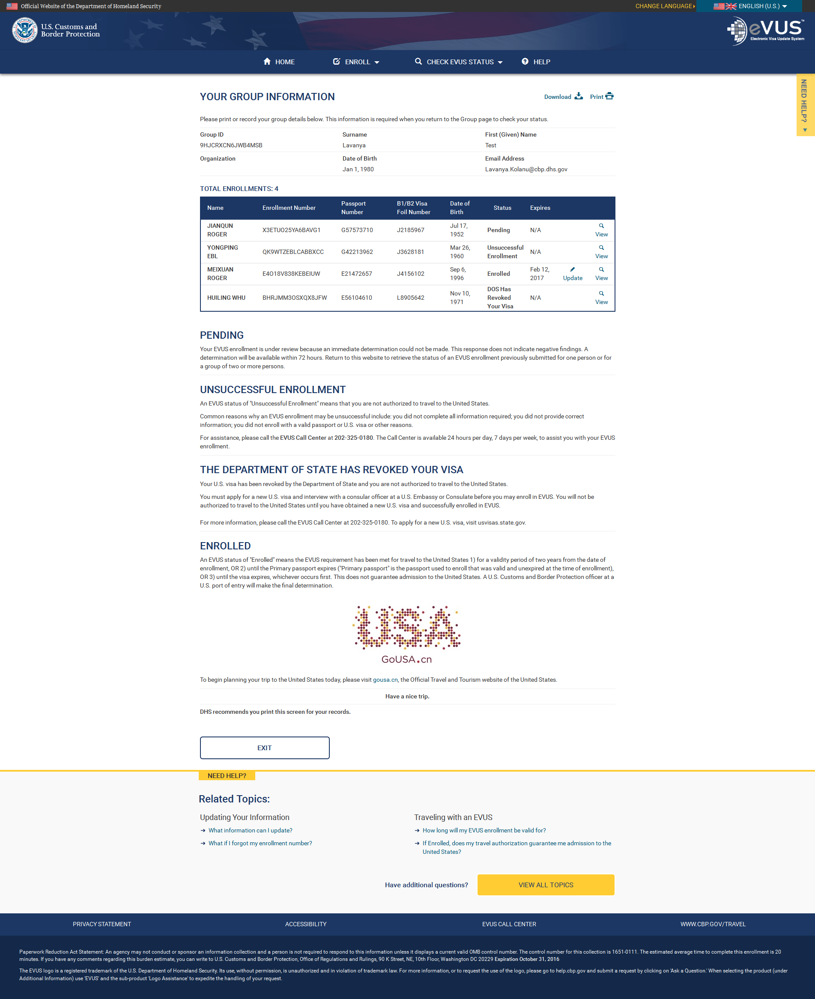 Official Website of the Department of Homeland Security
CHANGE LANGUAGE
ENGLISH (U.S.)
U.S. Customs and
Border Protection
eVUS™
Electronic Visa Update System
HOME
ENROLL
CHECK EVUS STATUS
HELP
NEED HELP?
YOUR GROUP INFORMATION
Download
Print
Please print or record your group details below. This information is required when you return to the Group page to check your status.
Group ID Surname First (Given) Name
9HJCRXCN6JWB4MSB Lavanya Test
Organization Date of Birth Email Address
Jan 1, 1980 Lavanya.Kolanu@cbp.dhs.gov
TOTAL ENROLLMENTS: 4
Name Enrollment Number Passport Number B1/B2 Visa Foil Number Date of Birth Status Expires
JIANQUN ROGER X3ETUO25YA6BAVG1 G57573710 J2185967 Jul 17, 1952 Pending N/A View
YONGPING EBL QK9WTZEBLCABBXCC G42213962 J3628181 Mar 26, 1960 Unsuccessful Enrollment N/A View
MEIXUAN ROGER E4O18V838KEBEIUW E21472657 J4156102 Sep 6, 1996 Enrolled Feb 12, 2017 Update View
HUILING WHU BHRJMM3OSXQX8JFW E56104610 L8905642 Nov 10, 1971 DOS Has Revoked Your Visa N/A View
PENDING
Your EVUS enrollment is under review because an immediate determination could not be made. This response does not indicate negative findings. A
determination will be available within 72 hours. Return to this website to retrieve the status of an EVUS enrollment previously submitted for one person or for
a group of two or more persons.
UNSUCCESSFUL ENROLLMENT
An EVUS status of "Unsuccessful Enrollment" means that you are not authorized to travel to the United States.
Common reasons why an EVUS enrollment may be unsuccessful include: you did not complete all information required; you did not provide correct
information; you did not enroll with a valid passport or U.S. visa or other reasons.
For assistance, please call the EVUS Call Center at 202-325-0180. The Call Center is available 24 hours per day, 7 days per week, to assist you with your EVUS
enrollment.
THE DEPARTMENT OF STATE HAS REVOKED YOUR VISA
Your U.S. visa has been revoked by the Department of State and you are not authorized to travel to the United States.
You must apply for a new U.S. visa and interview with a consular officer at a U.S. Embassy or Consulate before you may enroll in EVUS. You will not be
authorized to travel to the United States until you have obtained a new U.S. visa and successfully enrolled in EVUS.
For more information, please call the EVUS Call Center at 202-325-0180. To apply for a new U.S. visa, visit usvisas.state.gov.
ENROLLED
An EVUS status of "Enrolled" means the EVUS requirement has been met for travel to the United States 1) for a validity period of two years from the date of
enrollment, OR 2) until the Primary passport expires ("Primary passport" is the passport used to enroll that was valid and unexpired at the time of enrollment),
OR 3) until the visa expires, whichever occurs first. This does not guarantee admission to the United States. A U.S. Customs and Border Protection officer at a
U.S. port of entry will make the final determination.
USA
GoUSA.cn
To begin planning your trip to the United States today, please visit gousa.cn, the Official Travel and Tourism website of the United States.
Have a nice trip.
DHS recommends you print this screen for your records.
EXIT
NEED HELP?
Related Topics:
Updating Your Information
What information can I update?
What if I forgot my enrollment number?
Traveling with an EVUS
How long will my EVUS enrollment be valid for?
If Enrolled, does my travel authorization guarantee me admission to the
United States?
Have additional questions?
VIEW ALL TOPICS
PRIVACY STATEMENT
ACCESSIBILITY
EVUS CALL CENTER
WWW.CBP.GOV/TRAVEL
Paperwork Reduction Act Statement: An agency may not conduct or sponsor an information collection and a person is not required to respond to this information unless it displays a current valid OMB control number. The control number for this collection is 1651-0111. The estimated average time to complete this enrollment is 20
minutes. If you have any comments regarding this burden estimate, you can write to U.S. Customs and Border Protection, Office of Regulations and Rulings, 90 K Street, NE, 10th Floor, Washington DC 20229 Expiration October 31, 2016
The EVUS logo is a registered trademark of the U.S. Department of Homeland Security. Its use, without permission, is unauthorized and in violation of trademark law. For more information, or to request the use of the logo, please go to help.cbp.gov and submit a request by clicking on 'Ask a Question.' When selecting the product (under
Additional Information) use 'EVUS' and the sub-product 'Logo Assistance' to expedite the handling of your request.